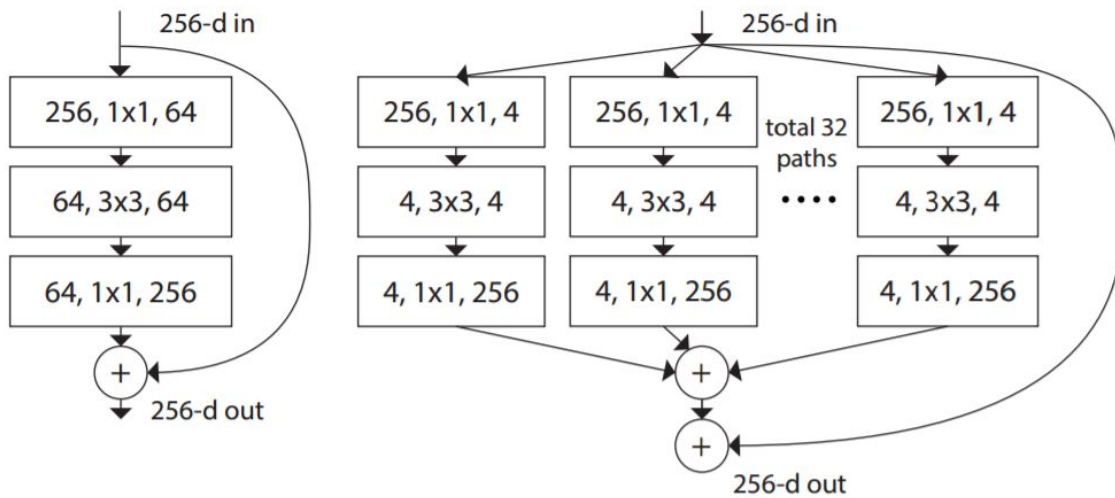 256-d in
256, 1x1, 64
64, 3x3, 64
64, 1x1, 256
+
256-d out
256-d in
256, 1x1, 4
256, 1x1, 4
total 32
paths
256, 1x1, 4
4, 3x3, 4
4, 3x3, 4
....
4, 3x3, 4
4, 1x1, 256
4, 1x1, 256
4, 1x1, 256
+
+
256-d out